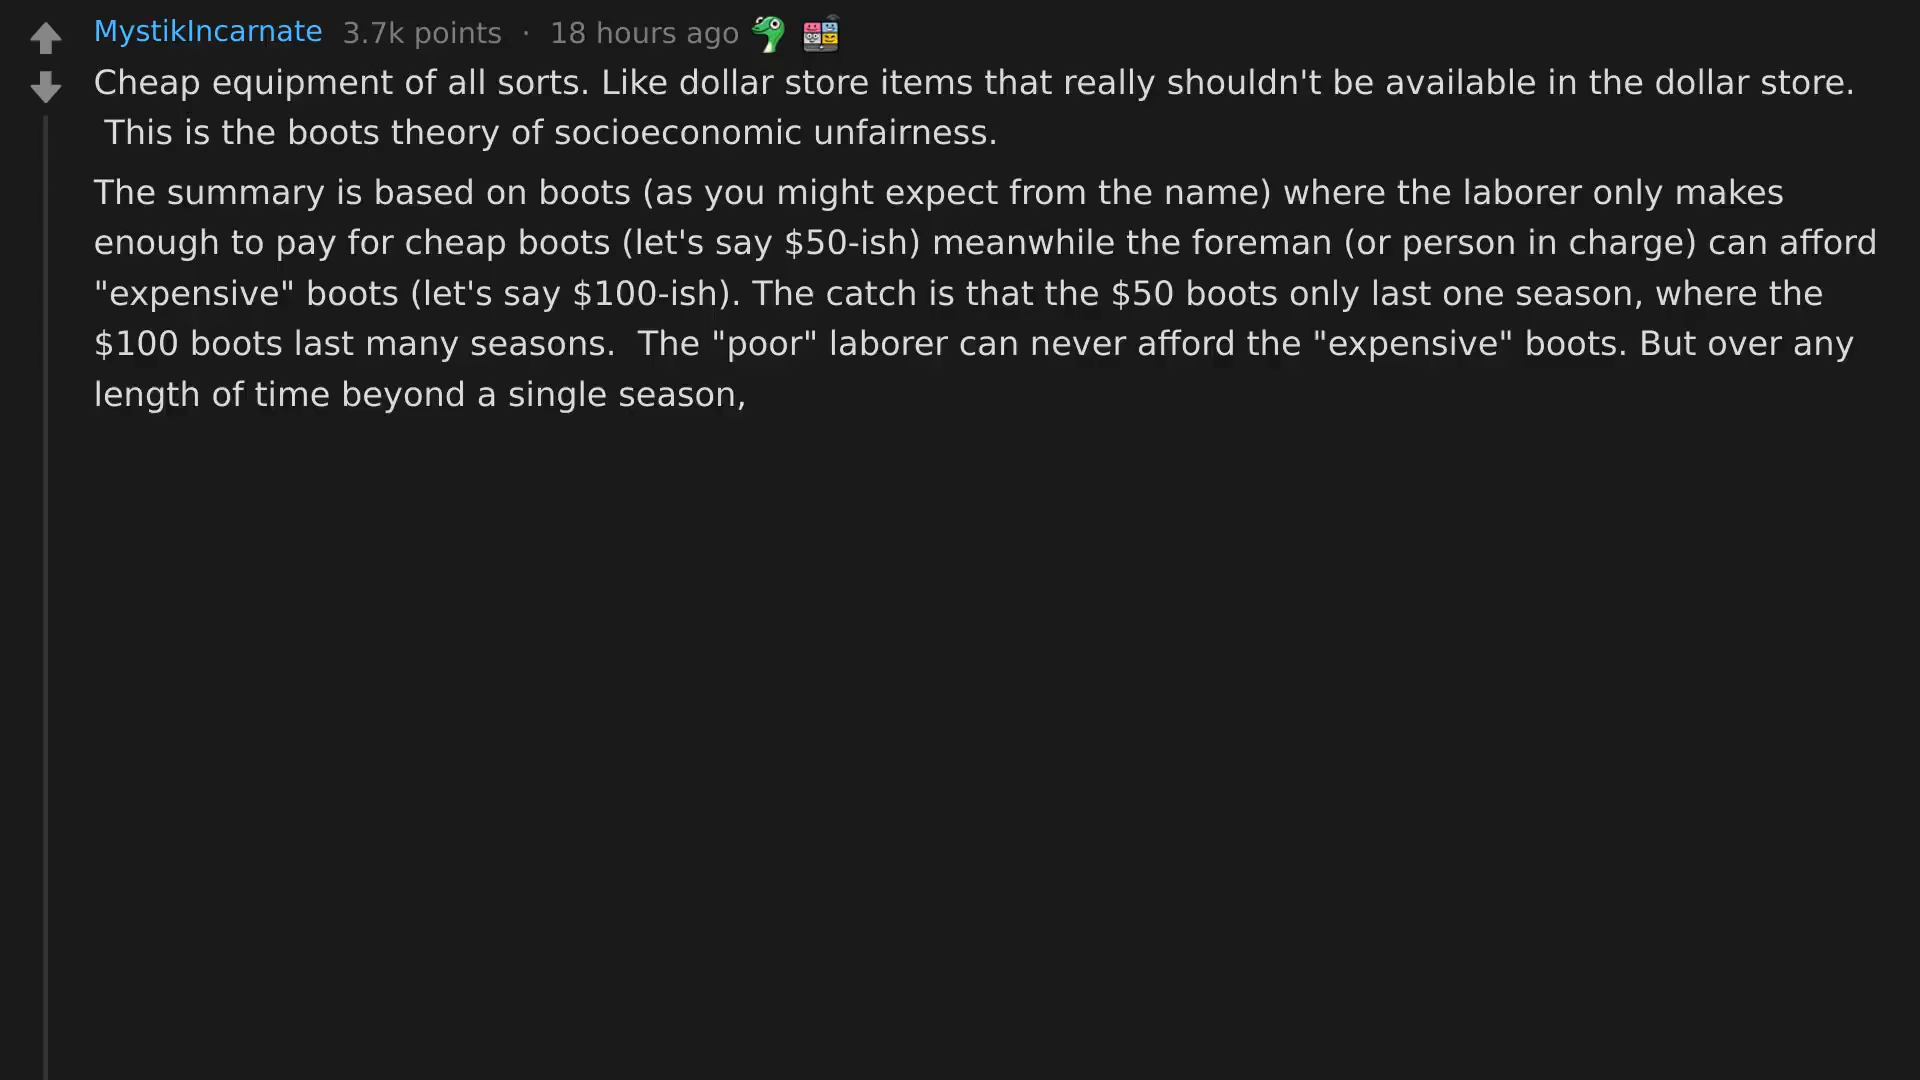 MystikIncarnate 3.7k points · 18 hours ago
Cheap equipment of all sorts. Like dollar store items that really shouldn't be available in the dollar store.
This is the boots theory of socioeconomic unfairness.
The summary is based on boots (as you might expect from the name) where the laborer only makes
enough to pay for cheap boots (let's say $50-ish) meanwhile the foreman (or person in charge) can afford
"expensive" boots (let's say $100-ish). The catch is that the $50 boots only last one season, where the
$100 boots last many seasons.  The "poor" laborer can never afford the "expensive" boots. But over any
length of time beyond a single season,